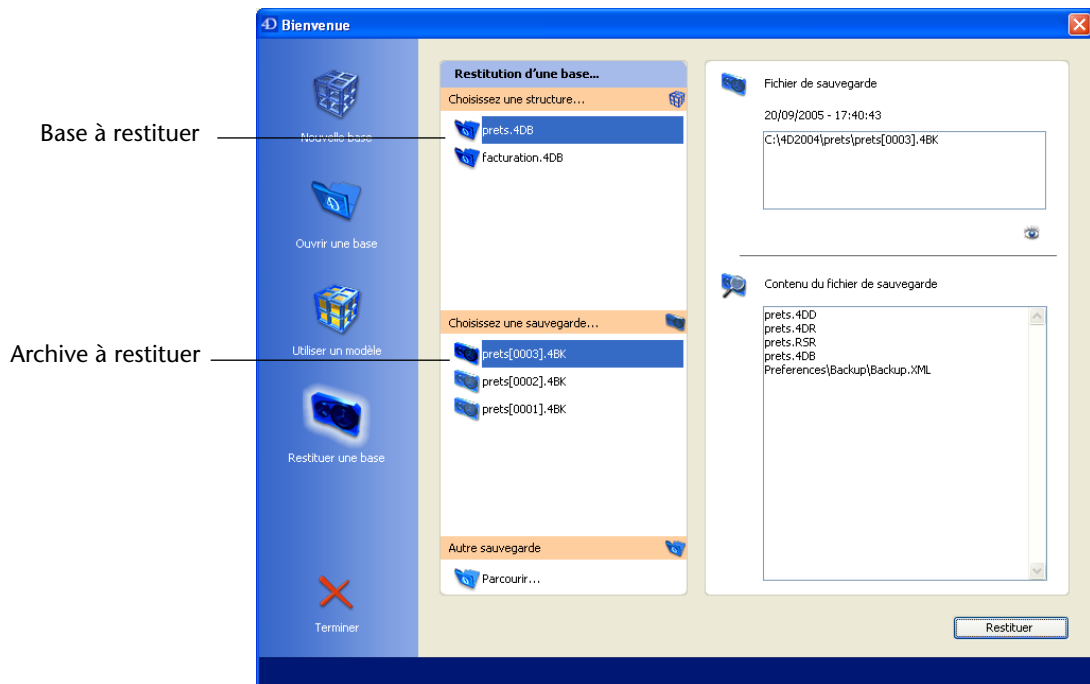 Bienvenue
Base à restituer
Archive à restituer
Nouvelle base
Ouvrir une base
Utiliser un modèle
Restituer une base
Terminer
Restitution d'une base...
Choisissez une structure...
prets.4DB
facturation.4DB
Choisissez une sauvegarde...
prets[0003].4BK
prets[0002].4BK
prets[0001].4BK
Autre sauvegarde
Parcourir...
Fichier de sauvegarde
20/09/2005 - 17:40:43
C:\4D2004\prets\prets[0003].4BK
Contenu du fichier de sauvegarde
prets.4DD
prets.4DR
prets.RSR
prets.4DB
Preferences\Backup\Backup.XML
Restituer